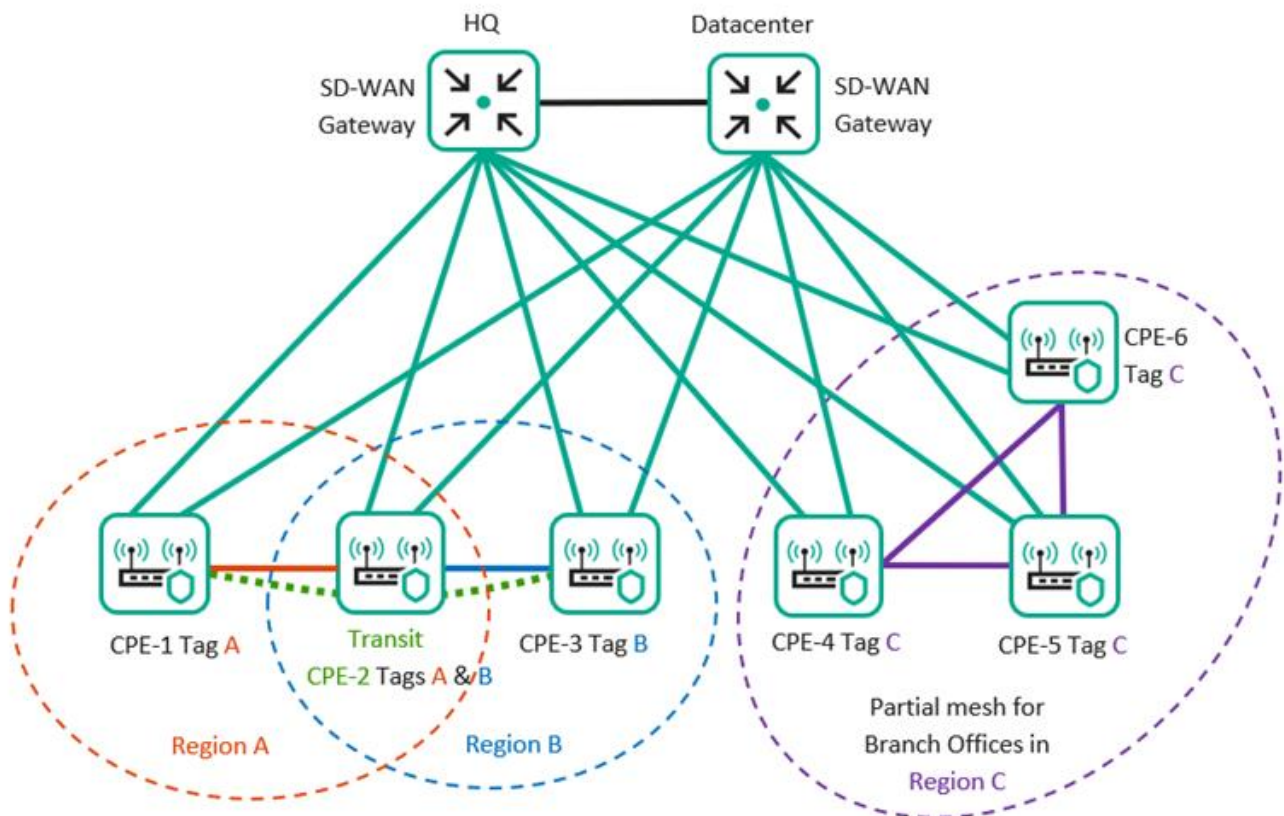 HQ
Datacenter
SD-WAN
Gateway
SD-WAN
Gateway
CPE-6
Tag C
CPE-1 Tag A
Transit
CPE-2 Tags A & B
CPE-3 Tag B
CPE-4 Tag C
CPE-5 Tag C
Region A
Region B
Partial mesh for
Branch Offices in
Region C